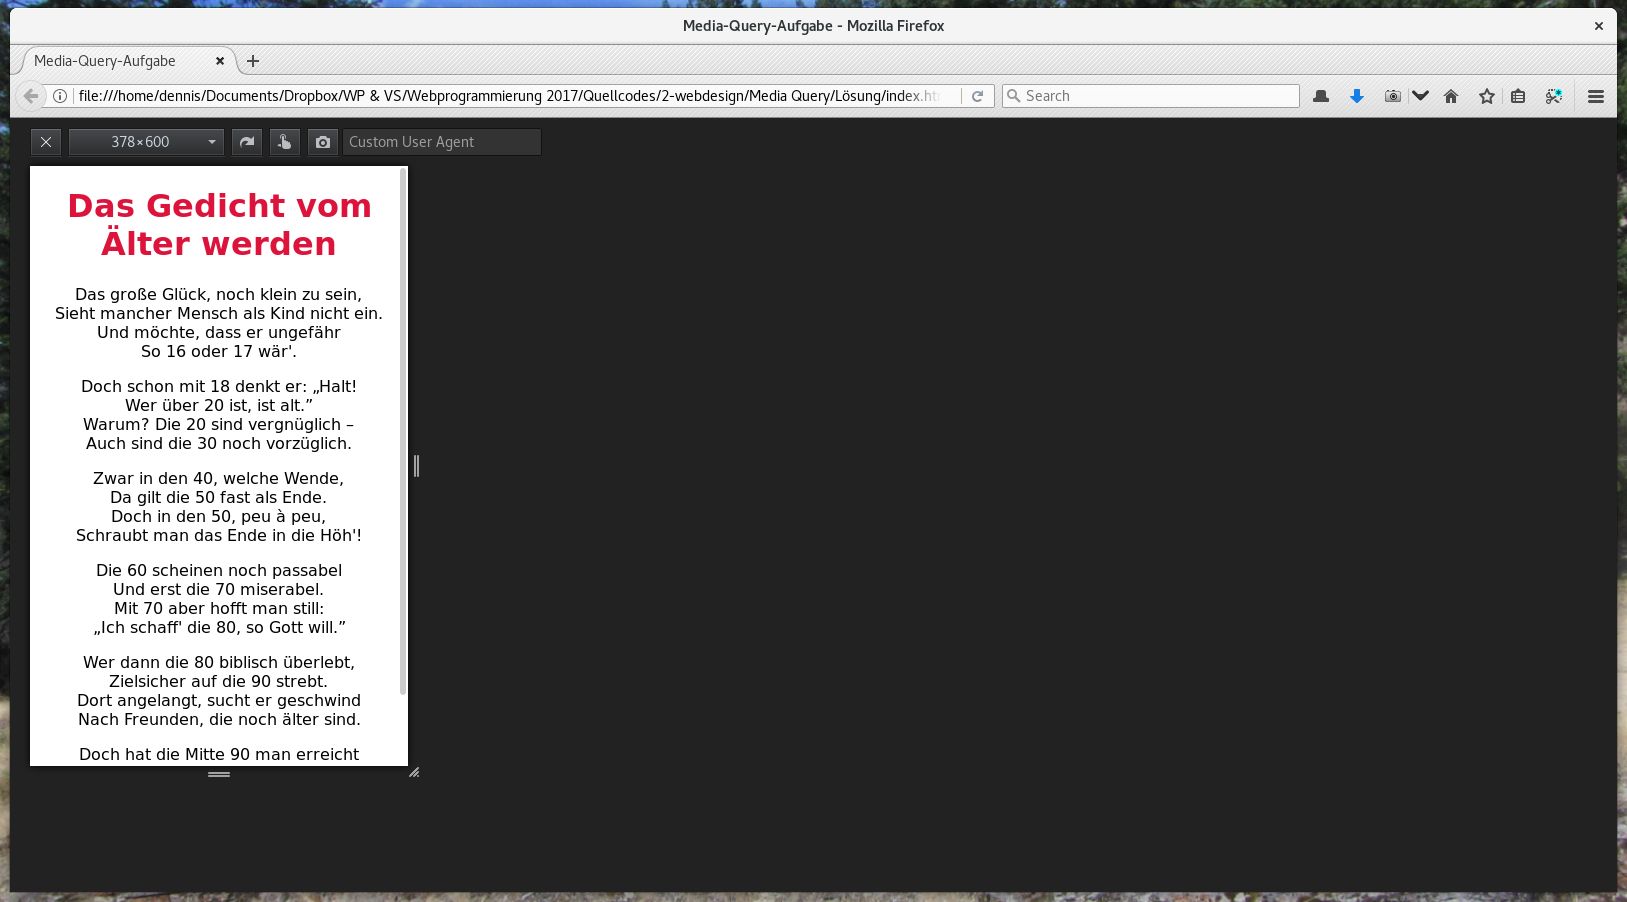 Media-Query-Aufgabe - Mozilla Firefox
Media-Query-Aufgabe
file:///home/dennis/Documents/Dropbox/WP & VS/Webprogrammierung 2017/Quellcodes/2-webdesign/Media Query/Lösung/index.ht
Search
378×600
Custom User Agent
Das Gedicht vom
Älter werden
Das große Glück, noch klein zu sein,
Sieht mancher Mensch als Kind nicht ein.
Und möchte, dass er ungefähr
So 16 oder 17 wär'.
Doch schon mit 18 denkt er: „Halt!
Wer über 20 ist, ist alt.”
Warum? Die 20 sind vergnüglich –
Auch sind die 30 noch vorzüglich.
Zwar in den 40, welche Wende,
Da gilt die 50 fast als Ende.
Doch in den 50, peu à peu,
Schraubt man das Ende in die Höh'!
Die 60 scheinen noch passabel
Und erst die 70 miserabel.
Mit 70 aber hofft man still:
„Ich schaff' die 80, so Gott will.”
Wer dann die 80 biblisch überlebt,
Zielsicher auf die 90 strebt.
Dort angelangt, sucht er geschwind
Nach Freunden, die noch älter sind.
Doch hat die Mitte 90 man erreicht